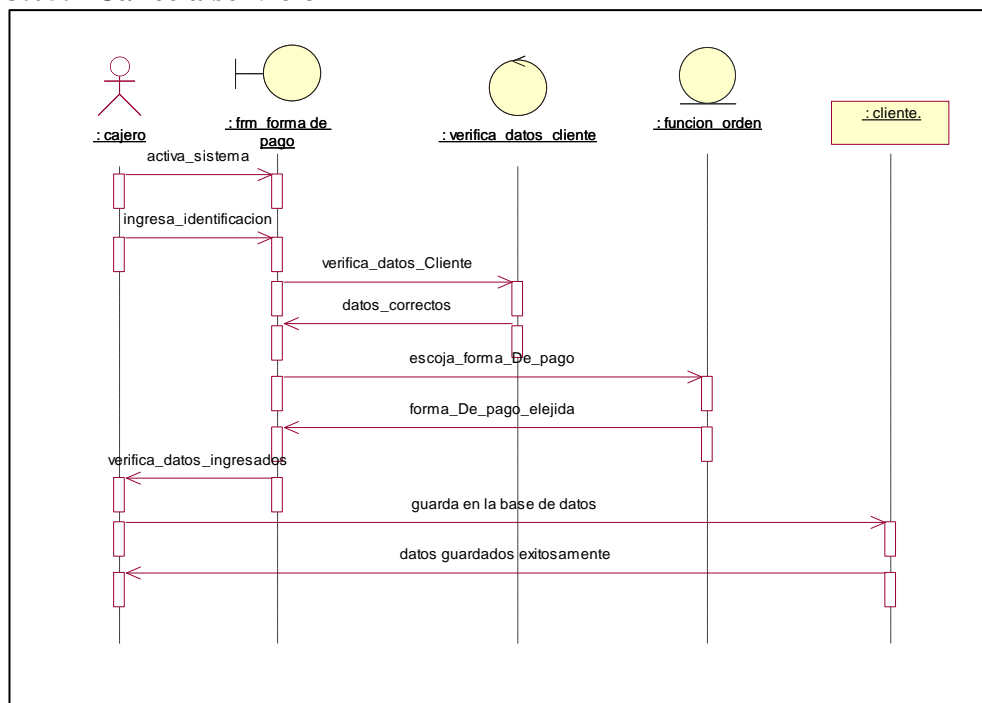 : cajero
: frm_forma de
pago
: verifica_datos_cliente
: funcion_orden
: cliente.
activa_sistema
ingresa_identificacion
verifica_datos_Cliente
datos_correctos
escoja_forma_De_pago
forma_De_pago_elejida
verifica_datos_ingresados
guarda en la base de datos
datos guardados exitosamente